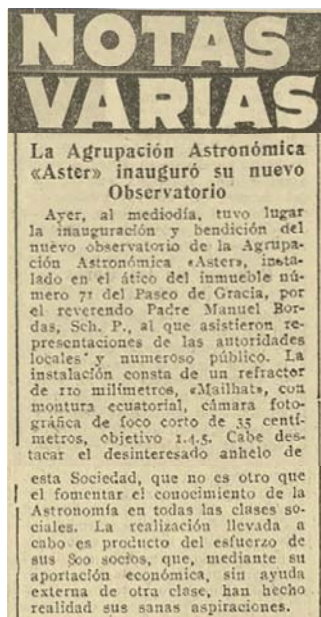 NOTAS
VARIAS
La Agrupación Astronómica
«Aster» inauguró su nuevo
Observatorio
Ayer, al mediodía, tuvo lugar
la inauguración y bendición del
nuevo observatorio de la Agrupa-
ción Astronómica «Aster», insta-
lado en el ático del inmueble nú-
mero 71 del Paseo de Gracia, por
el reverendo Padre Manuel Bor-
das, Sch. P., al que asistieron re-
presentaciones de las autoridades
locales y numeroso público. La
instalación consta de un refractor
de 110 milímetros, «Mailhat», con
montura ecuatorial, cámara foto-
gráfica de foco corto de 35 centí-
metros, objetivo 1.4.5. Cabe des-
tacar el desinteresado anhelo de
esta Sociedad, que no es otro que
el fomentar el conocimiento de la
Astronomía en todas las clases so-
ciales. La realización llevada a
cabo es producto del esfuerzo de
sus 800 socios, que, mediante su
aportación económica, sin ayuda
externa de otra clase, han hecho
realidad sus sanas aspiraciones.